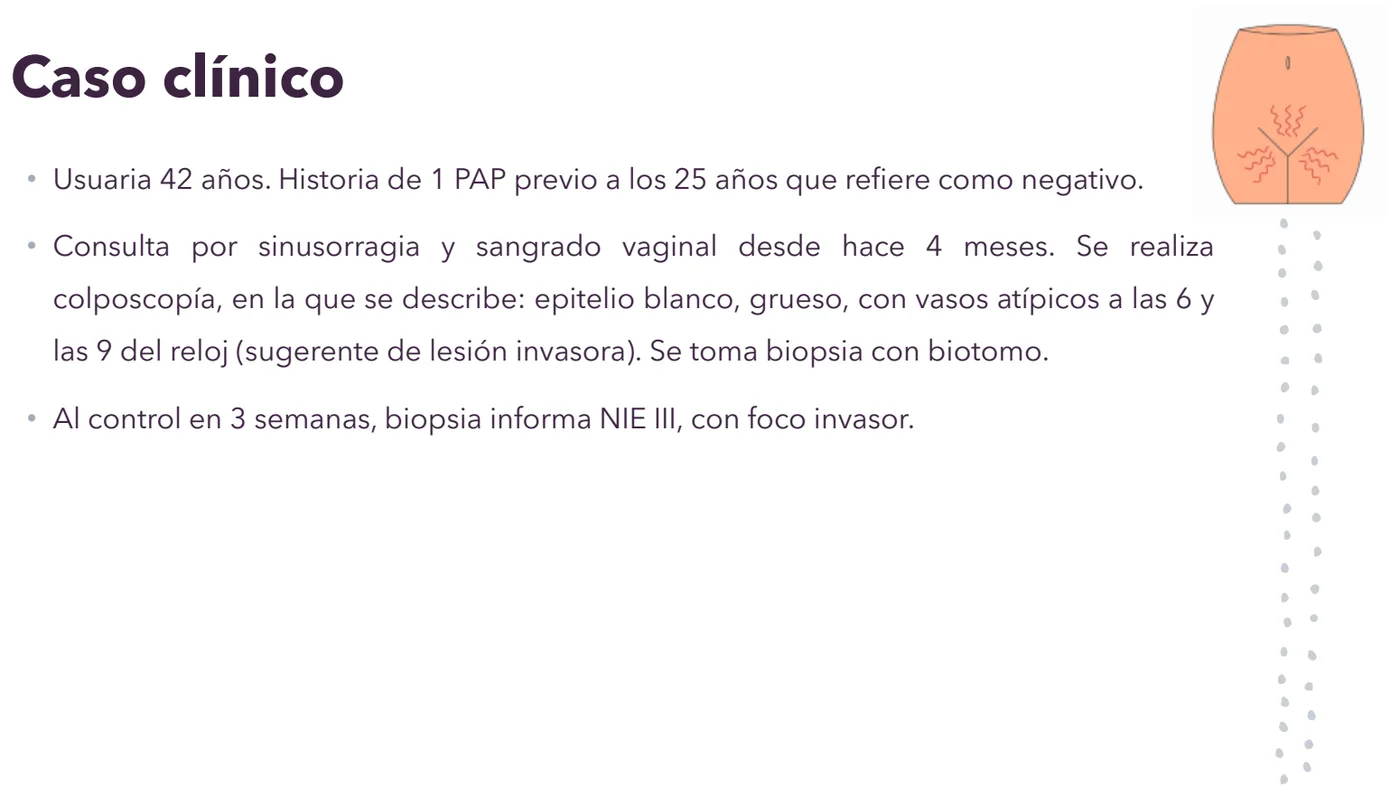 Caso clínico
• Usuaria 42 años. Historia de 1 PAP previo a los 25 años que refiere como negativo.
• Consulta por sinusorragia y sangrado vaginal desde hace 4 meses. Se realiza
colposcopía, en la que se describe: epitelio blanco, grueso, con vasos atípicos a las 6 y
las 9 del reloj (sugerente de lesión invasora). Se toma biopsia con biotomo.
• Al control en 3 semanas, biopsia informa NIE III, con foco invasor.